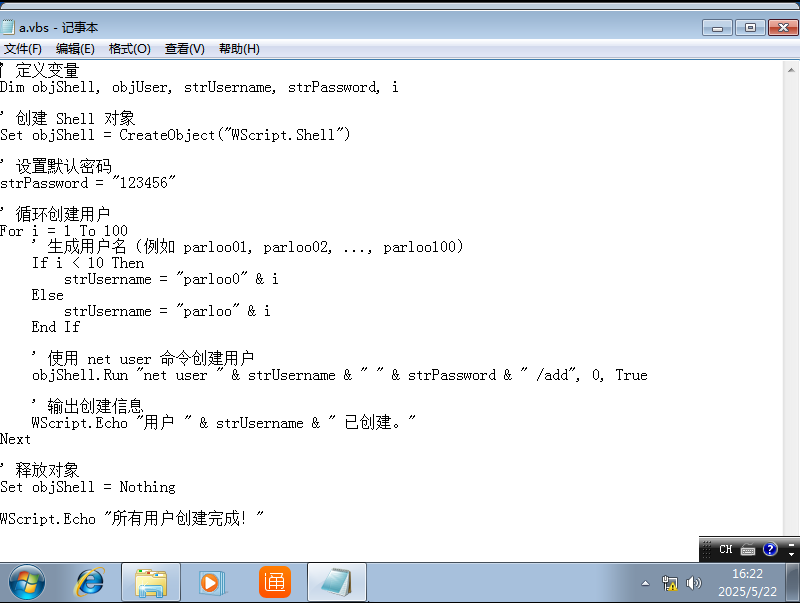 a.vbs - 记事本
文件(F) 编辑(E) 格式(O) 查看(V) 帮助(H)
' 定义变量
Dim objShell, objUser, strUsername, strPassword, i
' 创建 Shell 对象
Set objShell = CreateObject("WScript.Shell")
' 设置默认密码
strPassword = "123456"
' 循环创建用户
For i = 1 To 100
    ' 生成用户名（例如 parloo01, parloo02, ..., parloo100）
    If i < 10 Then
        strUsername = "parloo0" & i
    Else
        strUsername = "parloo" & i
    End If
    ' 使用 net user 命令创建用户
    objShell.Run "net user " & strUsername & " " & strPassword & " /add", 0, True
    ' 输出创建信息
    WScript.Echo "用户 " & strUsername & " 已创建。"
Next
' 释放对象
Set objShell = Nothing
WScript.Echo "所有用户创建完成！"
CH
通
16:22
2025/5/22